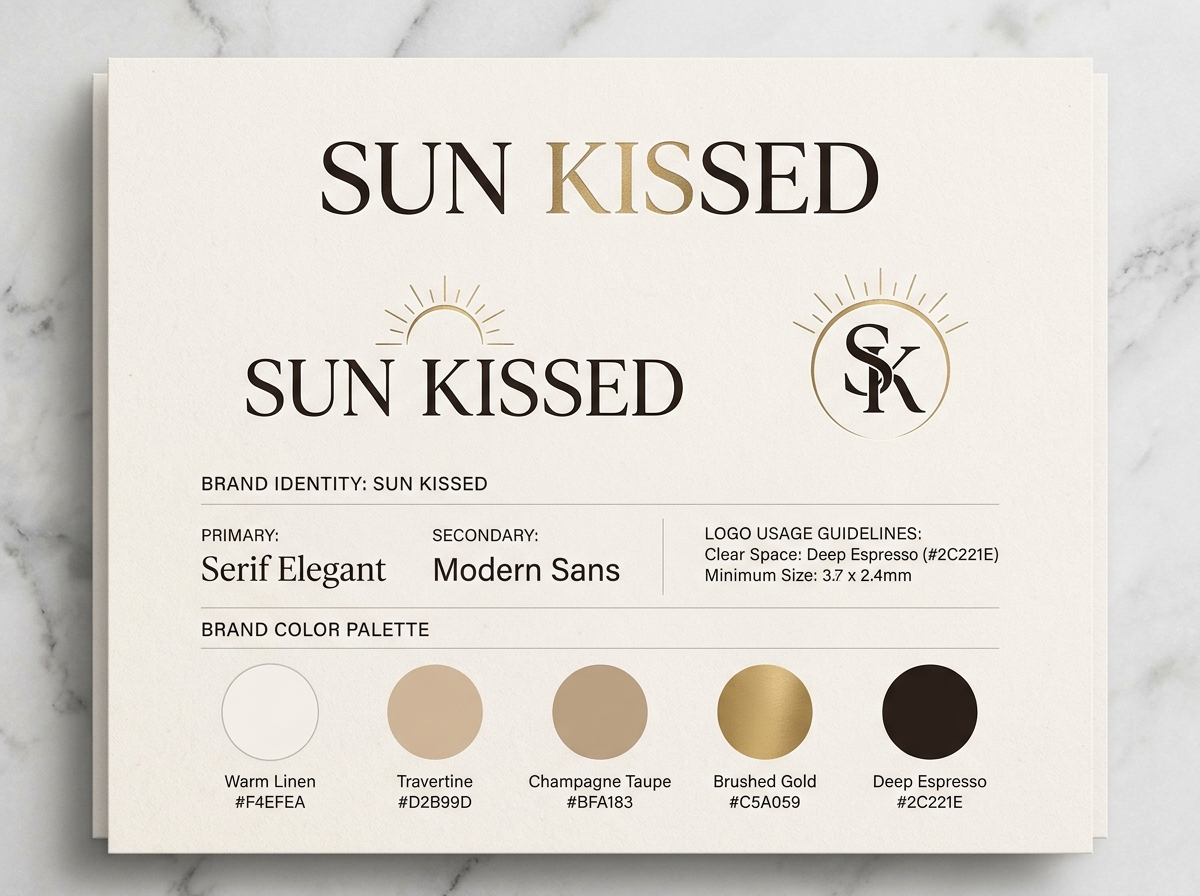 SUN KISSED
SUN KISSED
SK
BRAND IDENTITY: SUN KISSED
PRIMARY:
Serif Elegant
SECONDARY:
Modern Sans
LOGO USAGE GUIDELINES:
Clear Space: Deep Espresso (#2C221E)
Minimum Size: 3.7 x 2.4mm
BRAND COLOR PALETTE
Warm Linen
#F4EFEA
Travertine
#D2B99D
Champagne Taupe
#BFA183
Brushed Gold
#C5A059
Deep Espresso
#2C221E